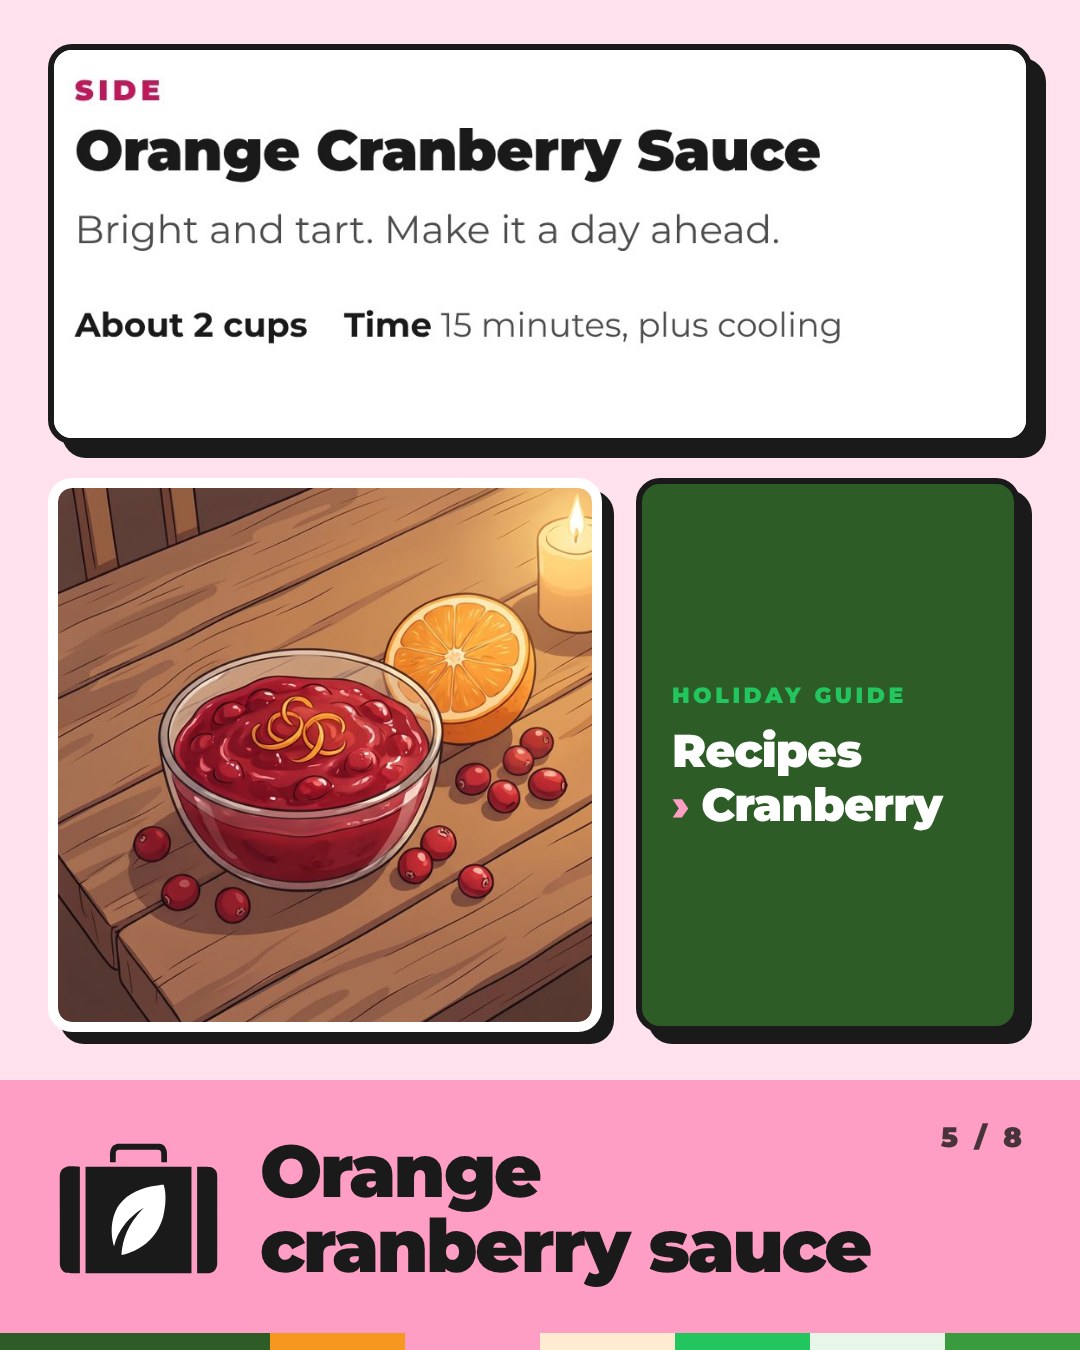 SIDE
Orange Cranberry Sauce
Bright and tart. Make it a day ahead.
About 2 cups Time 15 minutes, plus cooling
HOLIDAY GUIDE
Recipes
› Cranberry
5 / 8
Orange
cranberry sauce